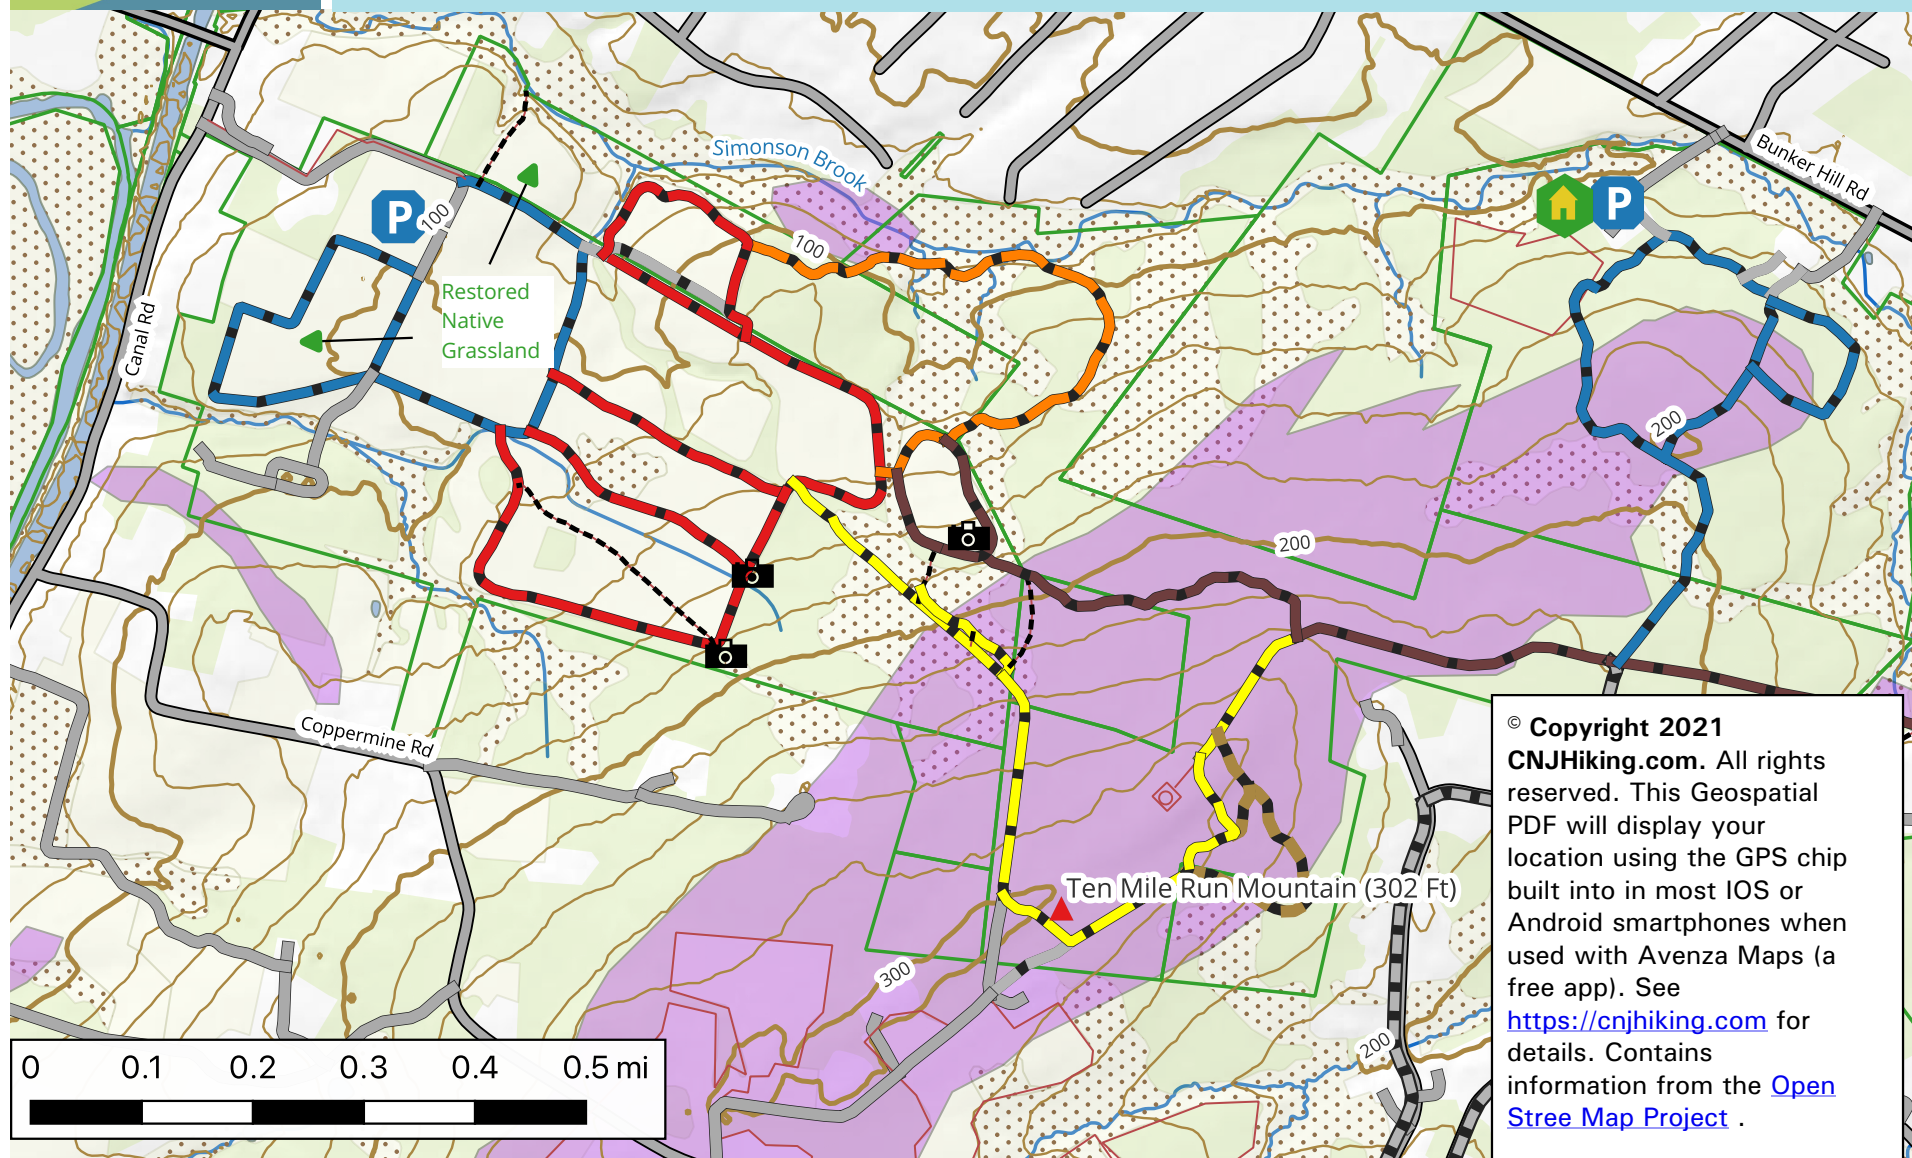 Simonson Brook
Bunker Hill Rd
P
P
100
100
Restored
Native
Grassland
Canal Rd
200
200
Coppermine Rd
Ten Mile Run Mountain (302 Ft)
300
200
0 0.1 0.2 0.3 0.4 0.5 mi
© Copyright 2021
CNJHiking.com. All rights
reserved. This Geospatial
PDF will display your
location using the GPS chip
built into in most IOS or
Android smartphones when
used with Avenza Maps (a
free app). See
https://cnjhiking.com for
details. Contains
information from the Open
Stree Map Project .